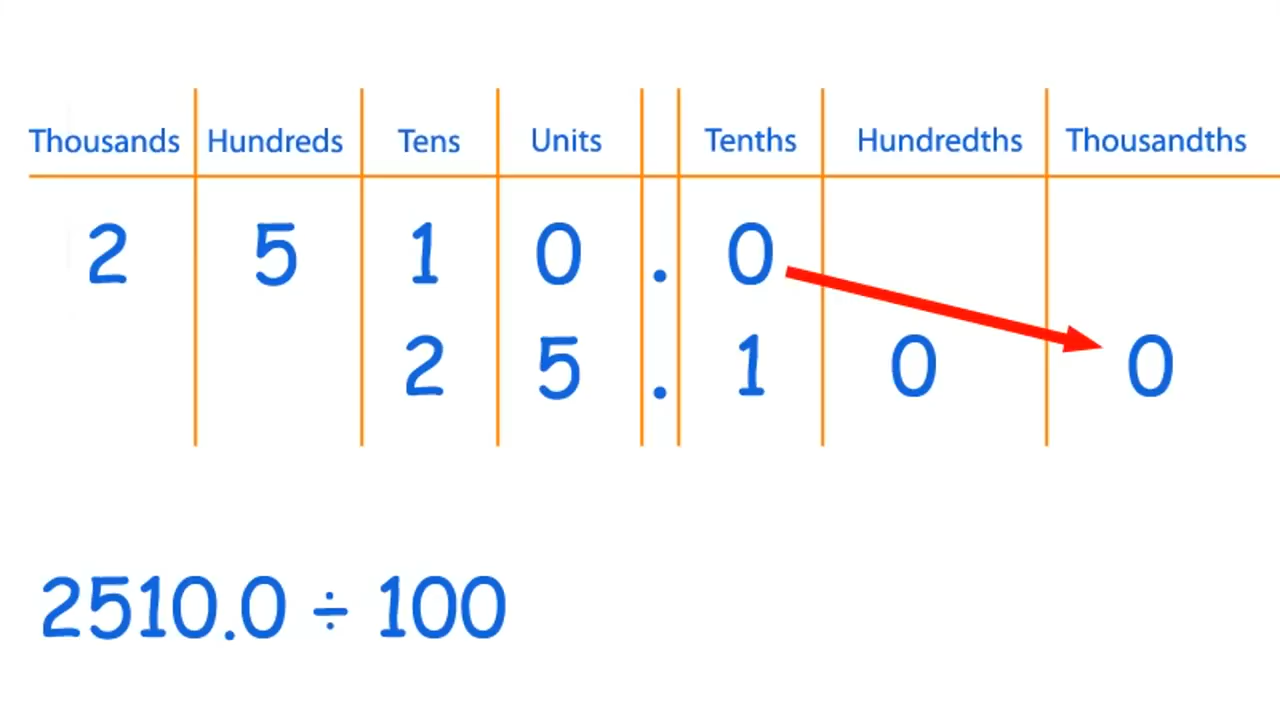 Thousands Hundreds Tens Units Tenths Hundredths Thousandths
2 5 1 0 . 0
2 5 . 1 0 0
2510.0 ÷ 100